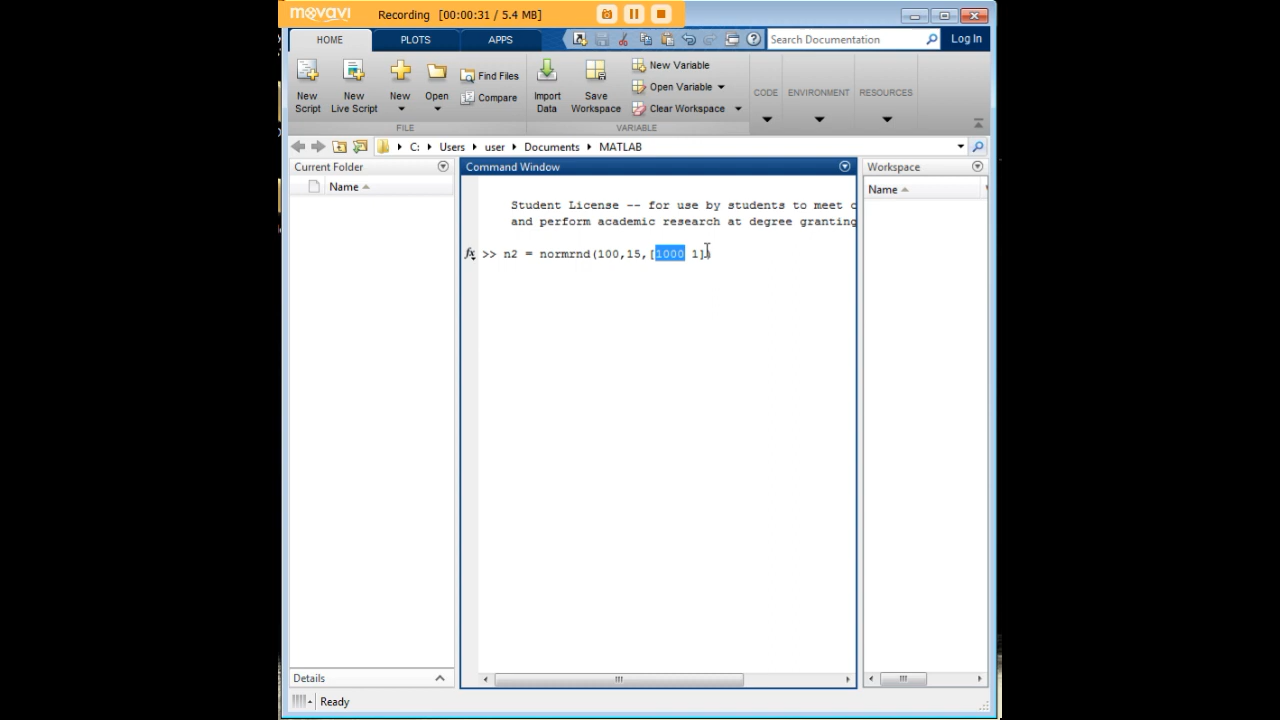 movavi Recording [00:00:31 / 5.4 MB]
HOME PLOTS APPS Search Documentation Log In
New Script
New Live Script
New
Open
Find Files
Compare
Import Data
Save Workspace
New Variable
Open Variable
Clear Workspace
CODE ENVIRONMENT RESOURCES
FILE VARIABLE
C: Users user Documents MATLAB
Current Folder
Name
Command Window
Student License -- for use by students to meet c
and perform academic research at degree granting
fx >> n2 = normrnd(100,15,[1000 1])
Workspace
Name
Details
Ready